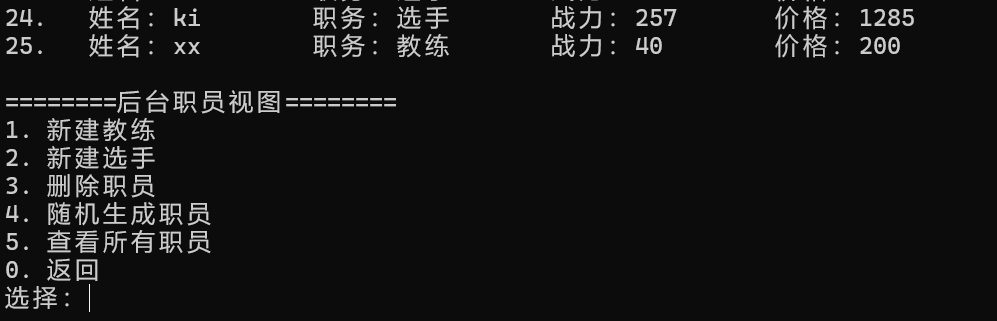 24. 姓名：ki 职务：选手 战力：257 价格：1285
25. 姓名：xx 职务：教练 战力：40 价格：200
========后台职员视图========
1. 新建教练
2. 新建选手
3. 删除职员
4. 随机生成职员
5. 查看所有职员
0. 返回
选择：